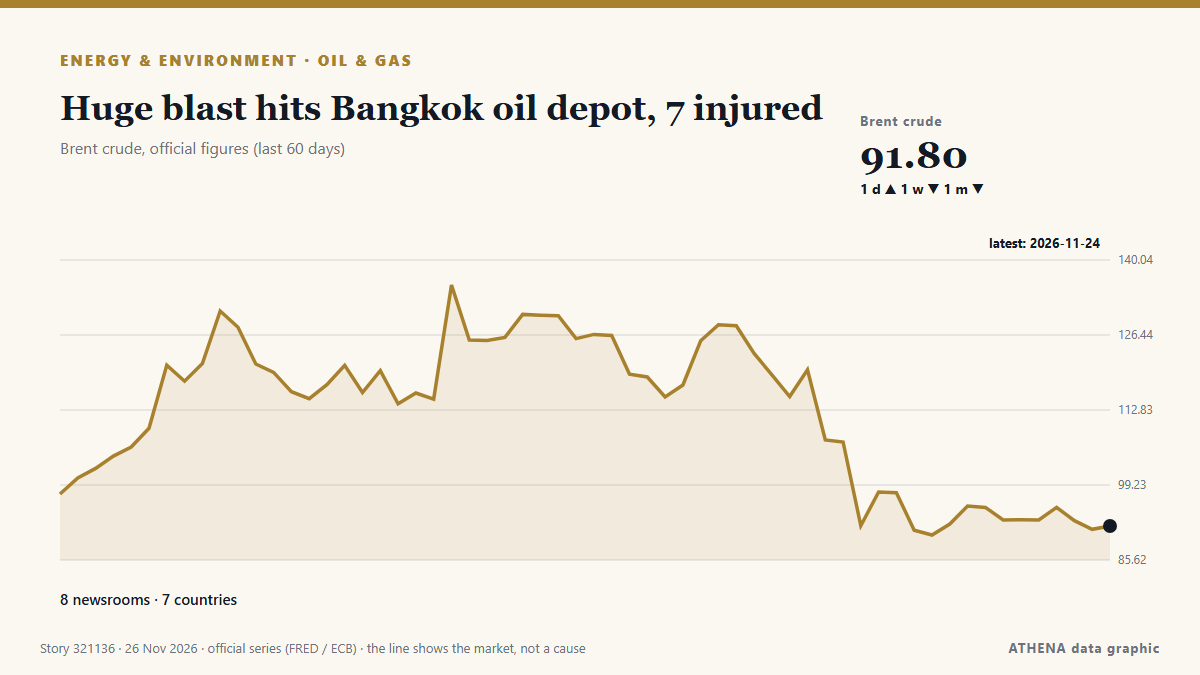 ENERGY & ENVIRONMENT · OIL & GAS
Huge blast hits Bangkok oil depot, 7 injured
Brent crude, official figures (last 60 days)
Brent crude
91.80
1 d ▲ 1 w ▼ 1 m ▼
latest: 2026-11-24
140.04
126.44
112.83
99.23
85.62
8 newsrooms · 7 countries
Story 321136 · 26 Nov 2026 · official series (FRED / ECB) · the line shows the market, not a cause
ATHENA data graphic